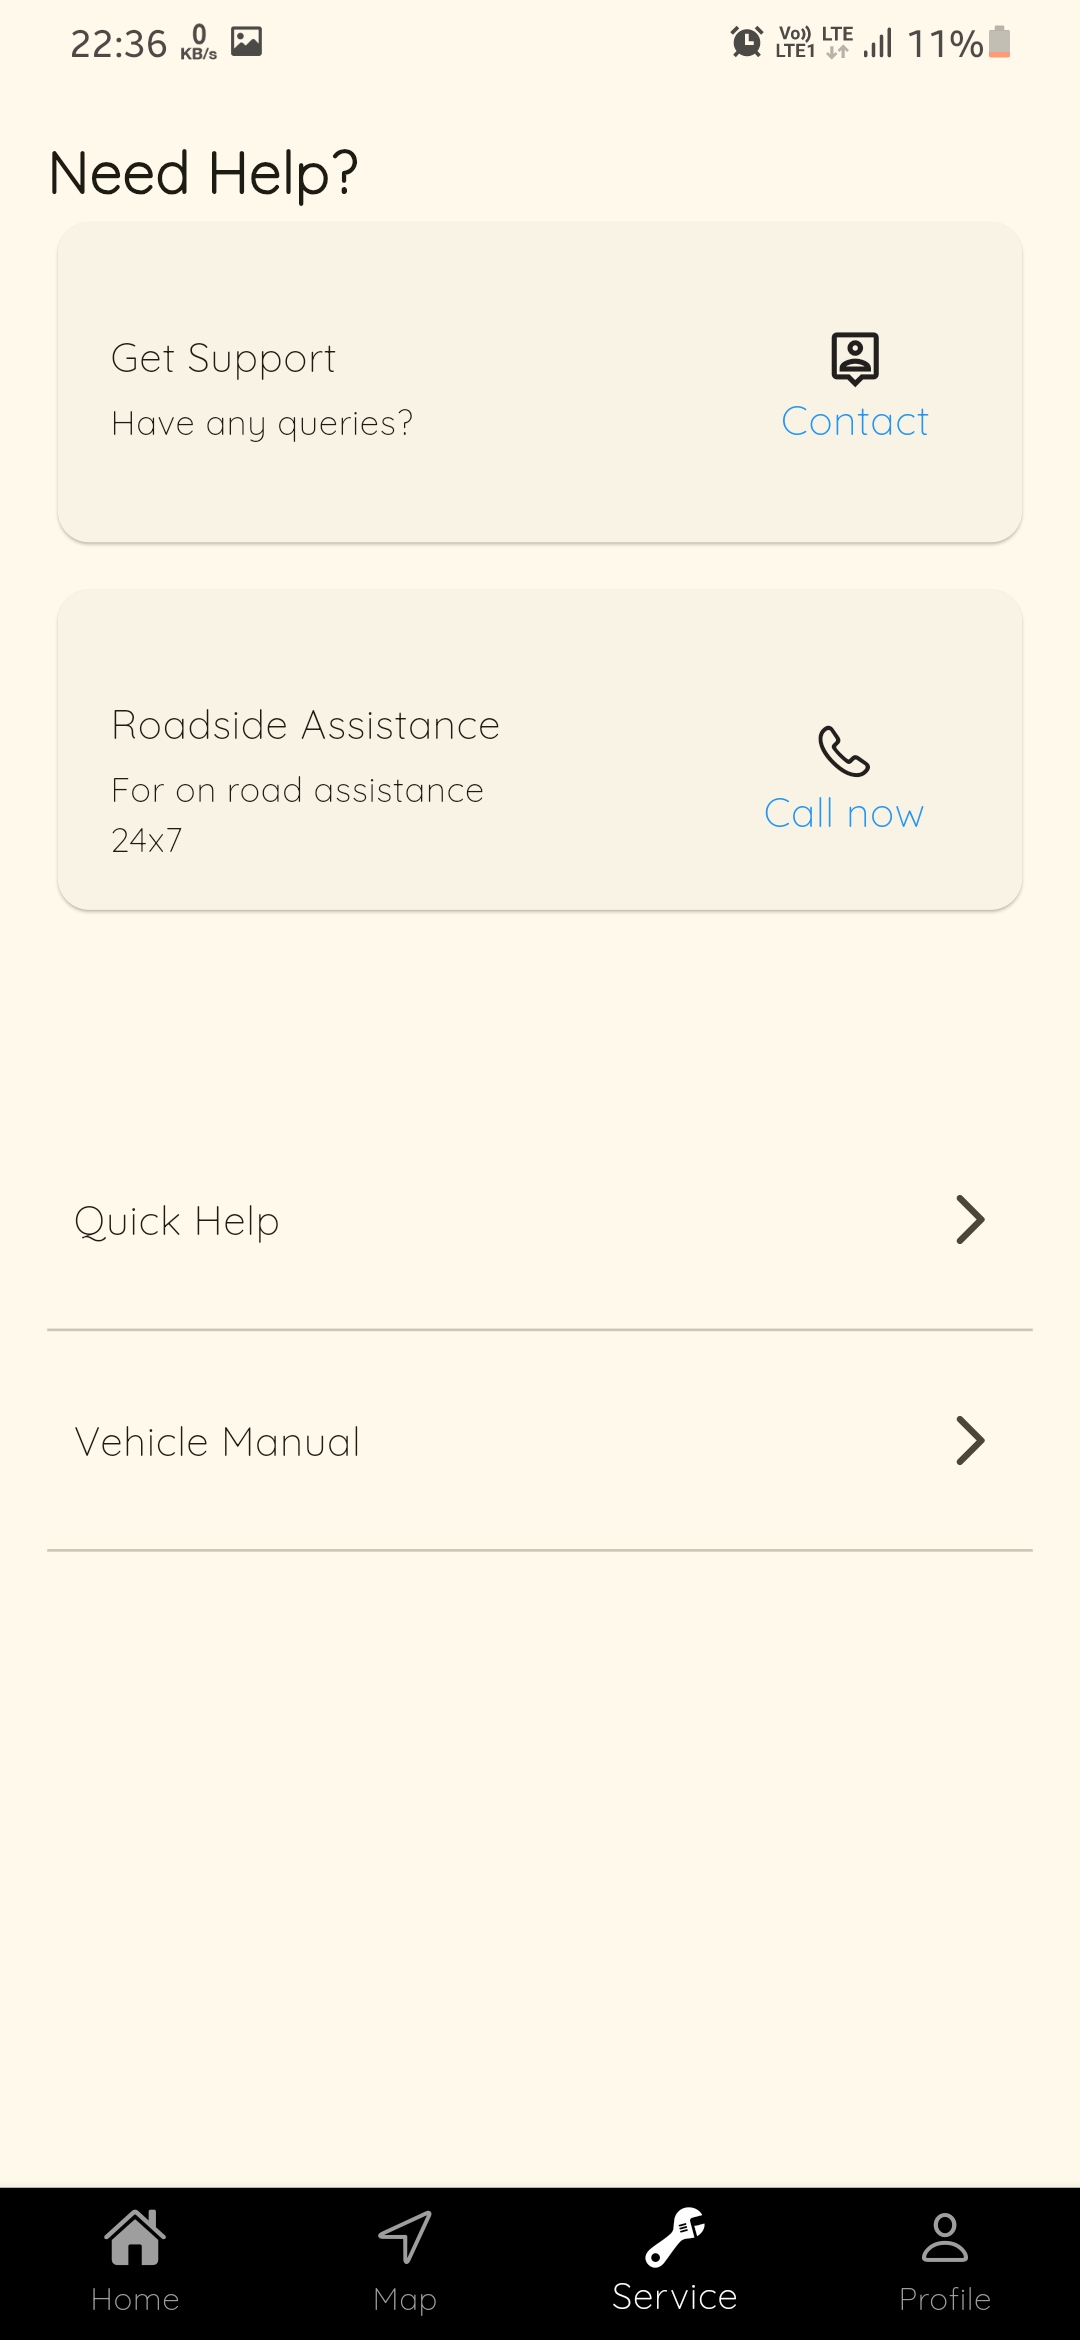 22:36 0 KB/s Vo)) LTE1 LTE 11%
Need Help?
Get Support
Have any queries?
Contact
Roadside Assistance
For on road assistance
24x7
Call now
Quick Help
Vehicle Manual
Home Map Service Profile